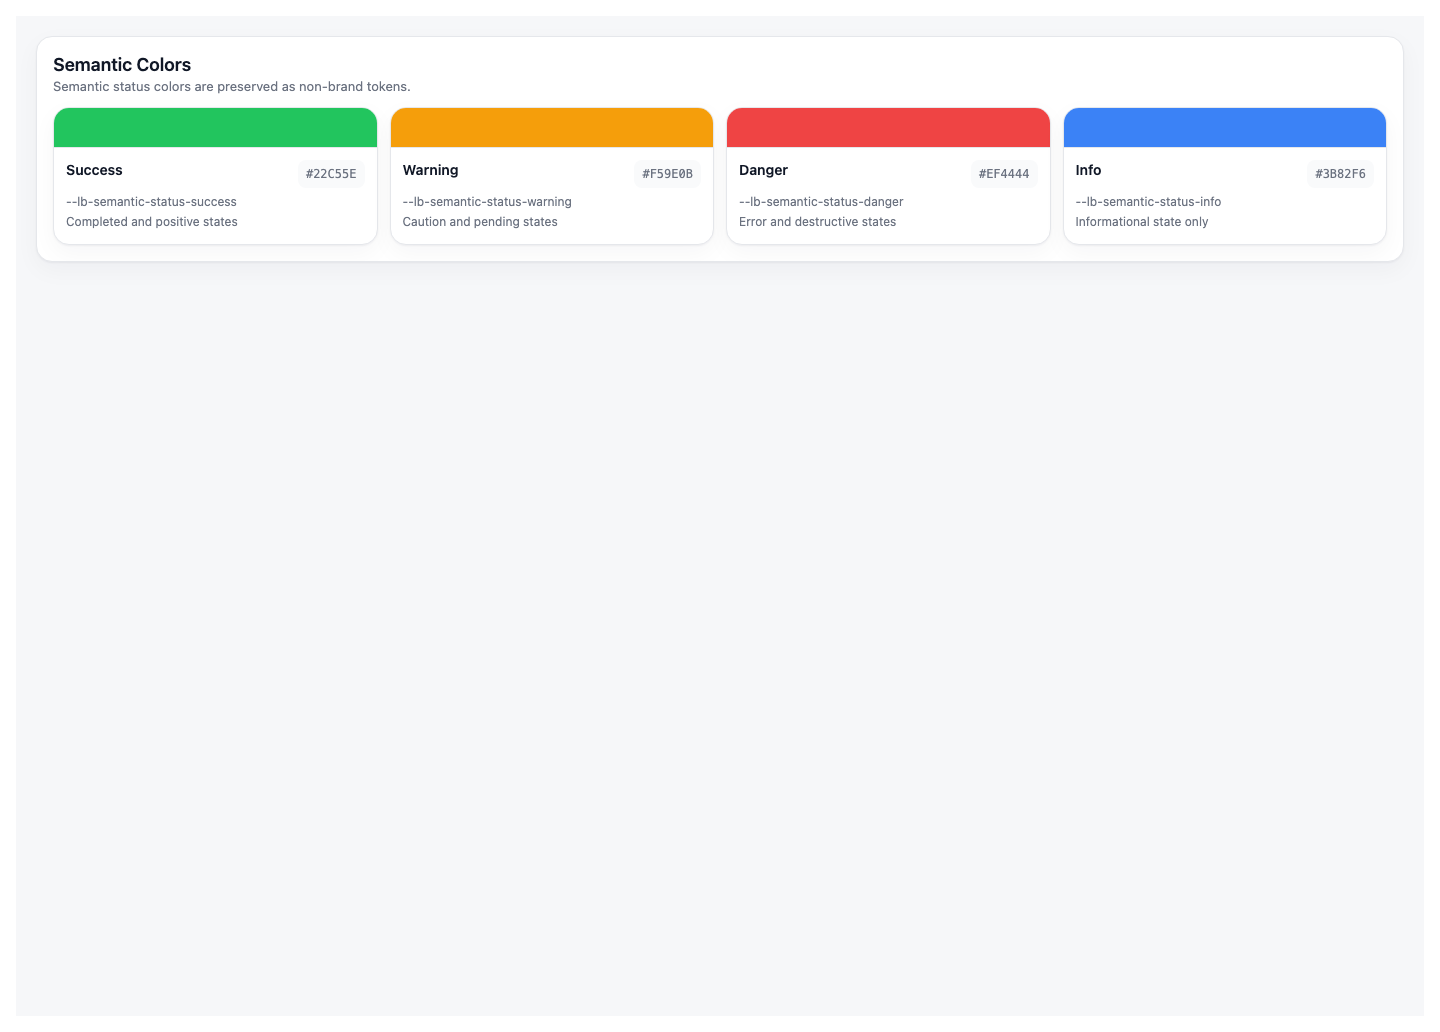 Semantic Colors
Semantic status colors are preserved as non-brand tokens.
Success
#22C55E
--lb-semantic-status-success
Completed and positive states
Warning
#F59E0B
--lb-semantic-status-warning
Caution and pending states
Danger
#EF4444
--lb-semantic-status-danger
Error and destructive states
Info
#3B82F6
--lb-semantic-status-info
Informational state only